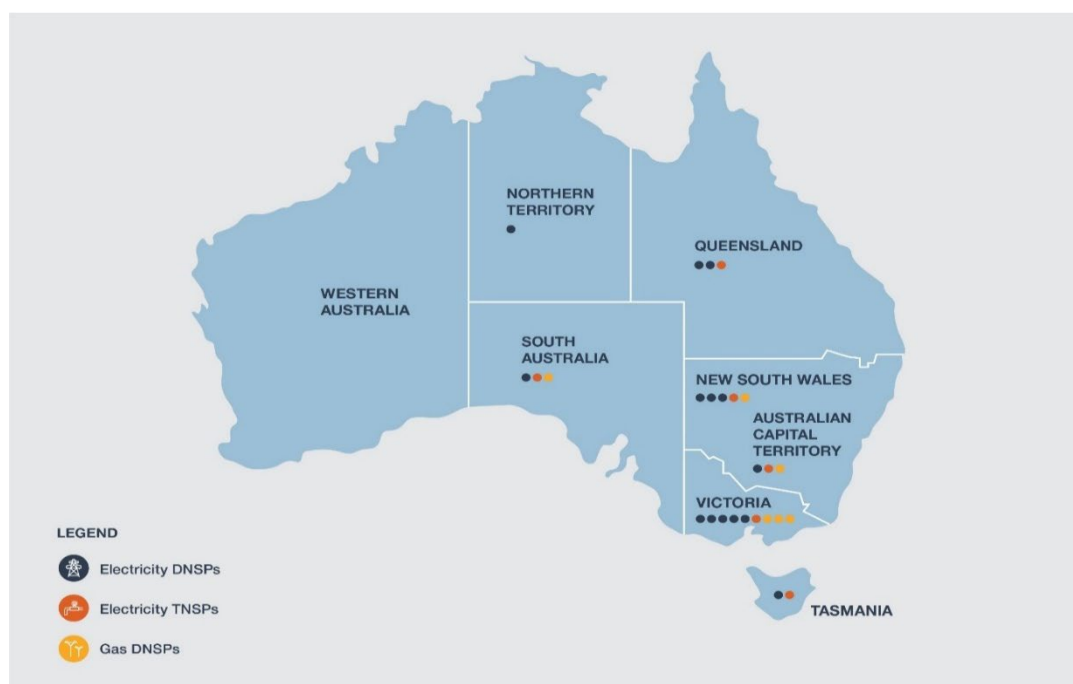 NORTHERN
TERRITORY
QUEENSLAND
WESTERN
AUSTRALIA
SOUTH
AUSTRALIA
NEW SOUTH WALES
AUSTRALIAN
CAPITAL
TERRITORY
VICTORIA
TASMANIA
LEGEND
Electricity DNSPs
Electricity TNSPs
Gas DNSPs